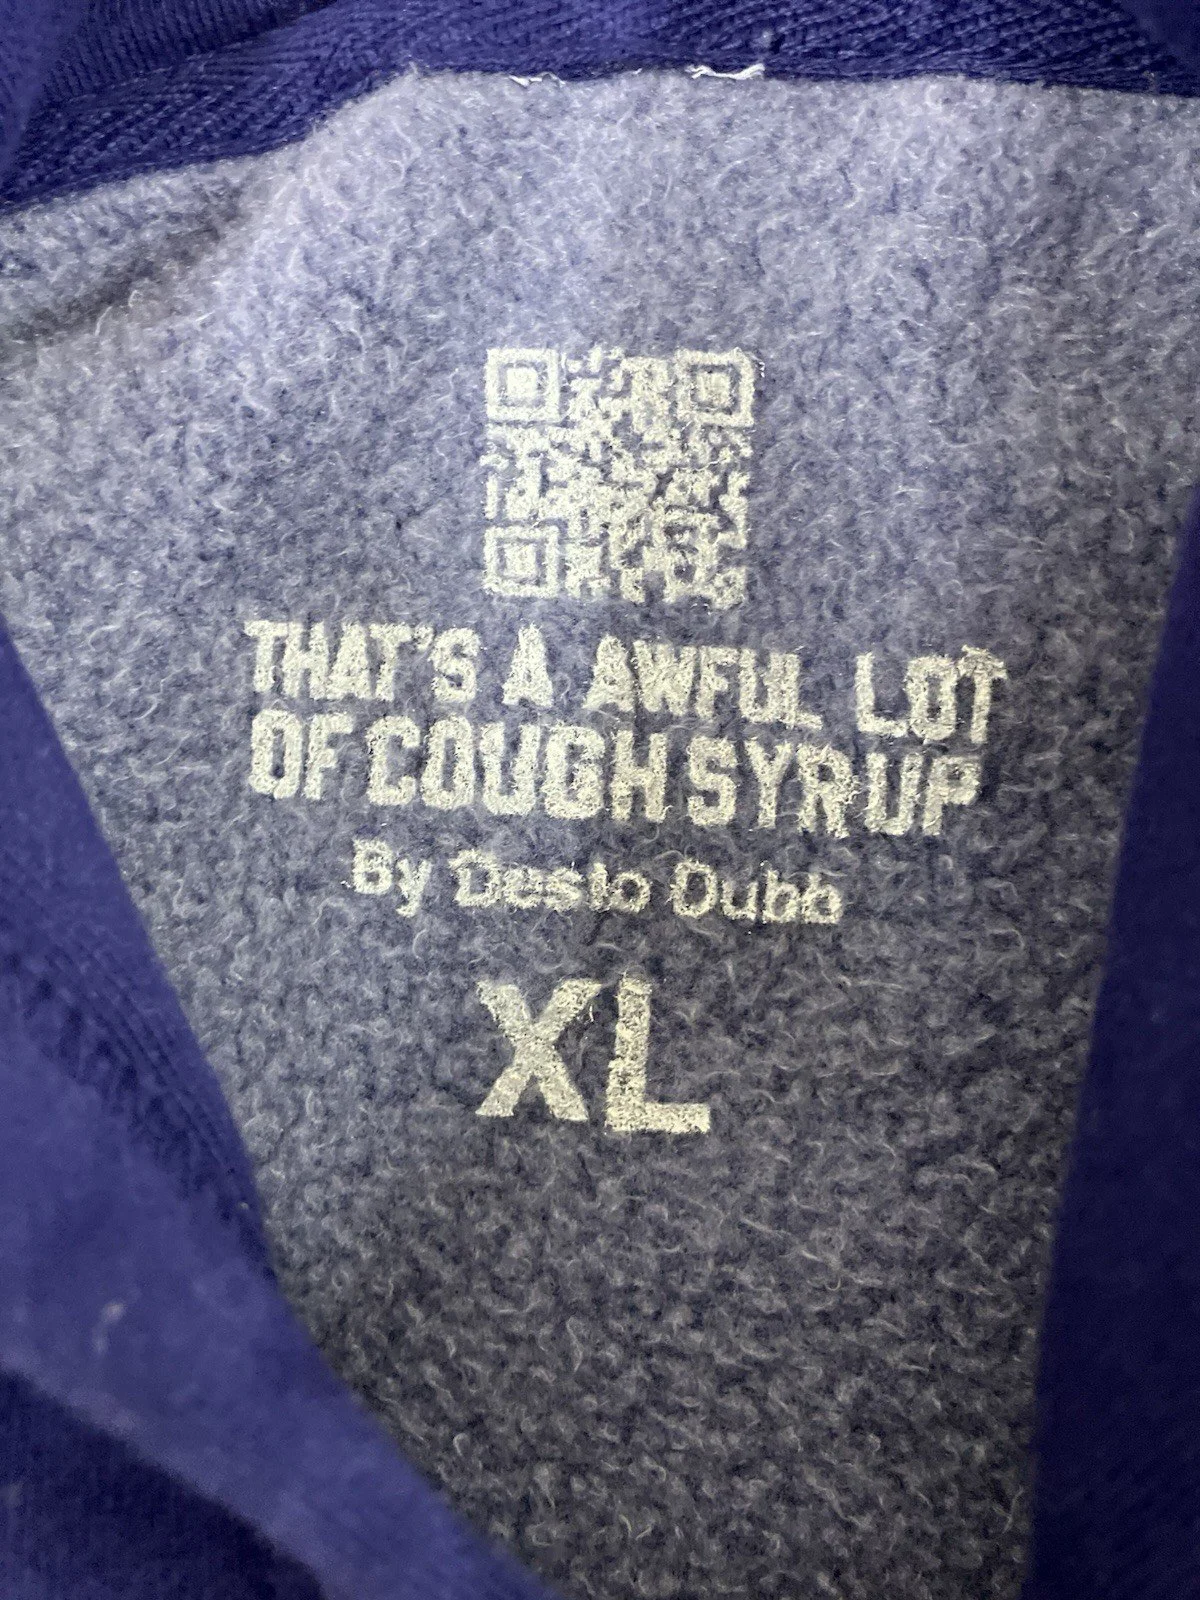 THAT'S A AWFUL LOT
OF COUGH SYRUP
By Desto Dubb
XL